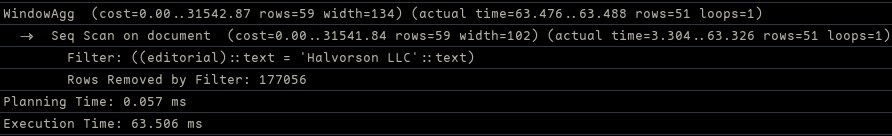 WindowAgg  (cost=0.00..31542.87 rows=59 width=134) (actual time=63.476..63.488 rows=51 loops=1)
  ->  Seq Scan on document  (cost=0.00..31541.84 rows=59 width=102) (actual time=3.304..63.326 rows=51 loops=1)
        Filter: ((editorial)::text = 'Halvorson LLC'::text)
        Rows Removed by Filter: 177056
Planning Time: 0.057 ms
Execution Time: 63.506 ms